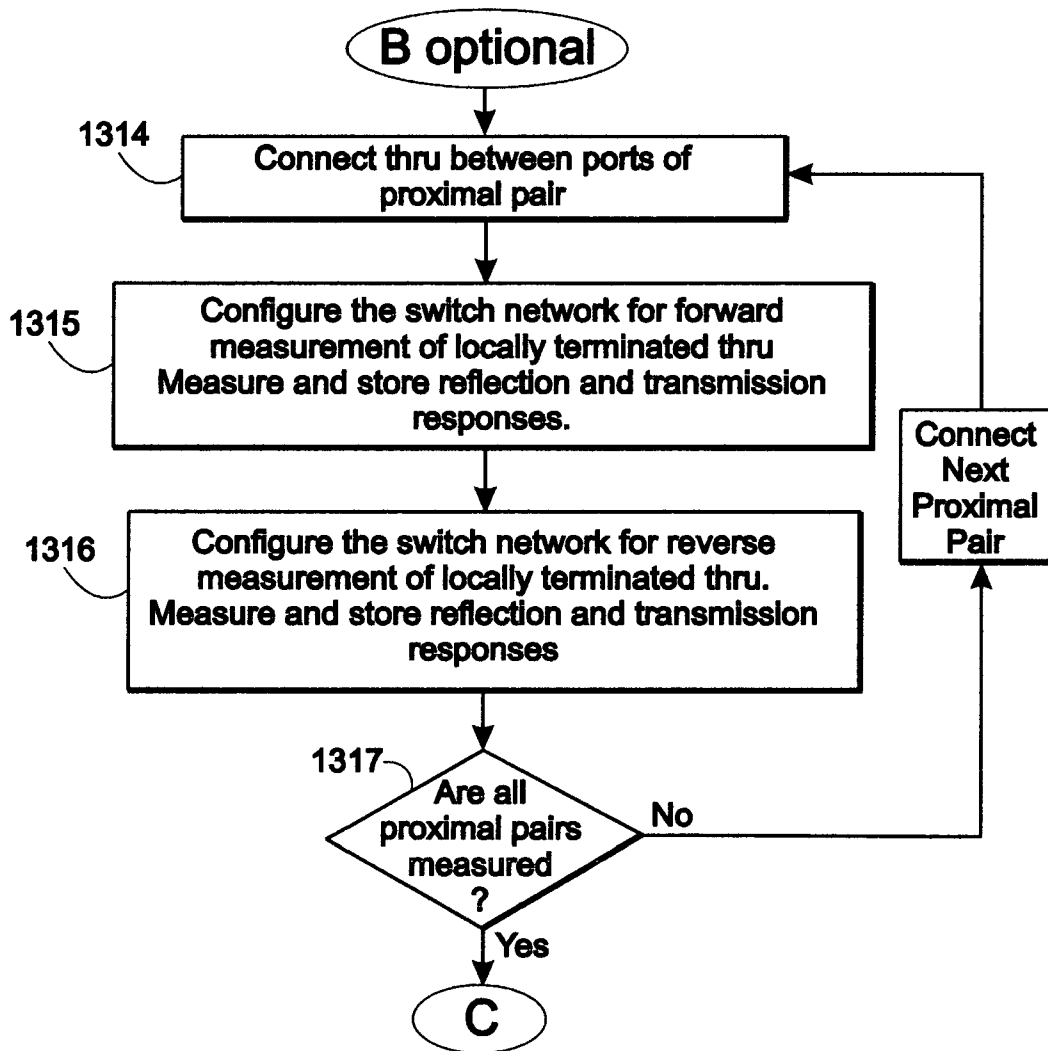 B optional
1314
Connect thru between ports of
proximal pair
1315
Configure the switch network for forward
measurement of locally terminated thru
Measure and store reflection and transmission
responses.
Connect
Next
Proximal
Pair
1316
Configure the switch network for reverse
measurement of locally terminated thru.
Measure and store reflection and transmission
responses
1317
Are all
proximal pairs
measured
?
No
Yes
C